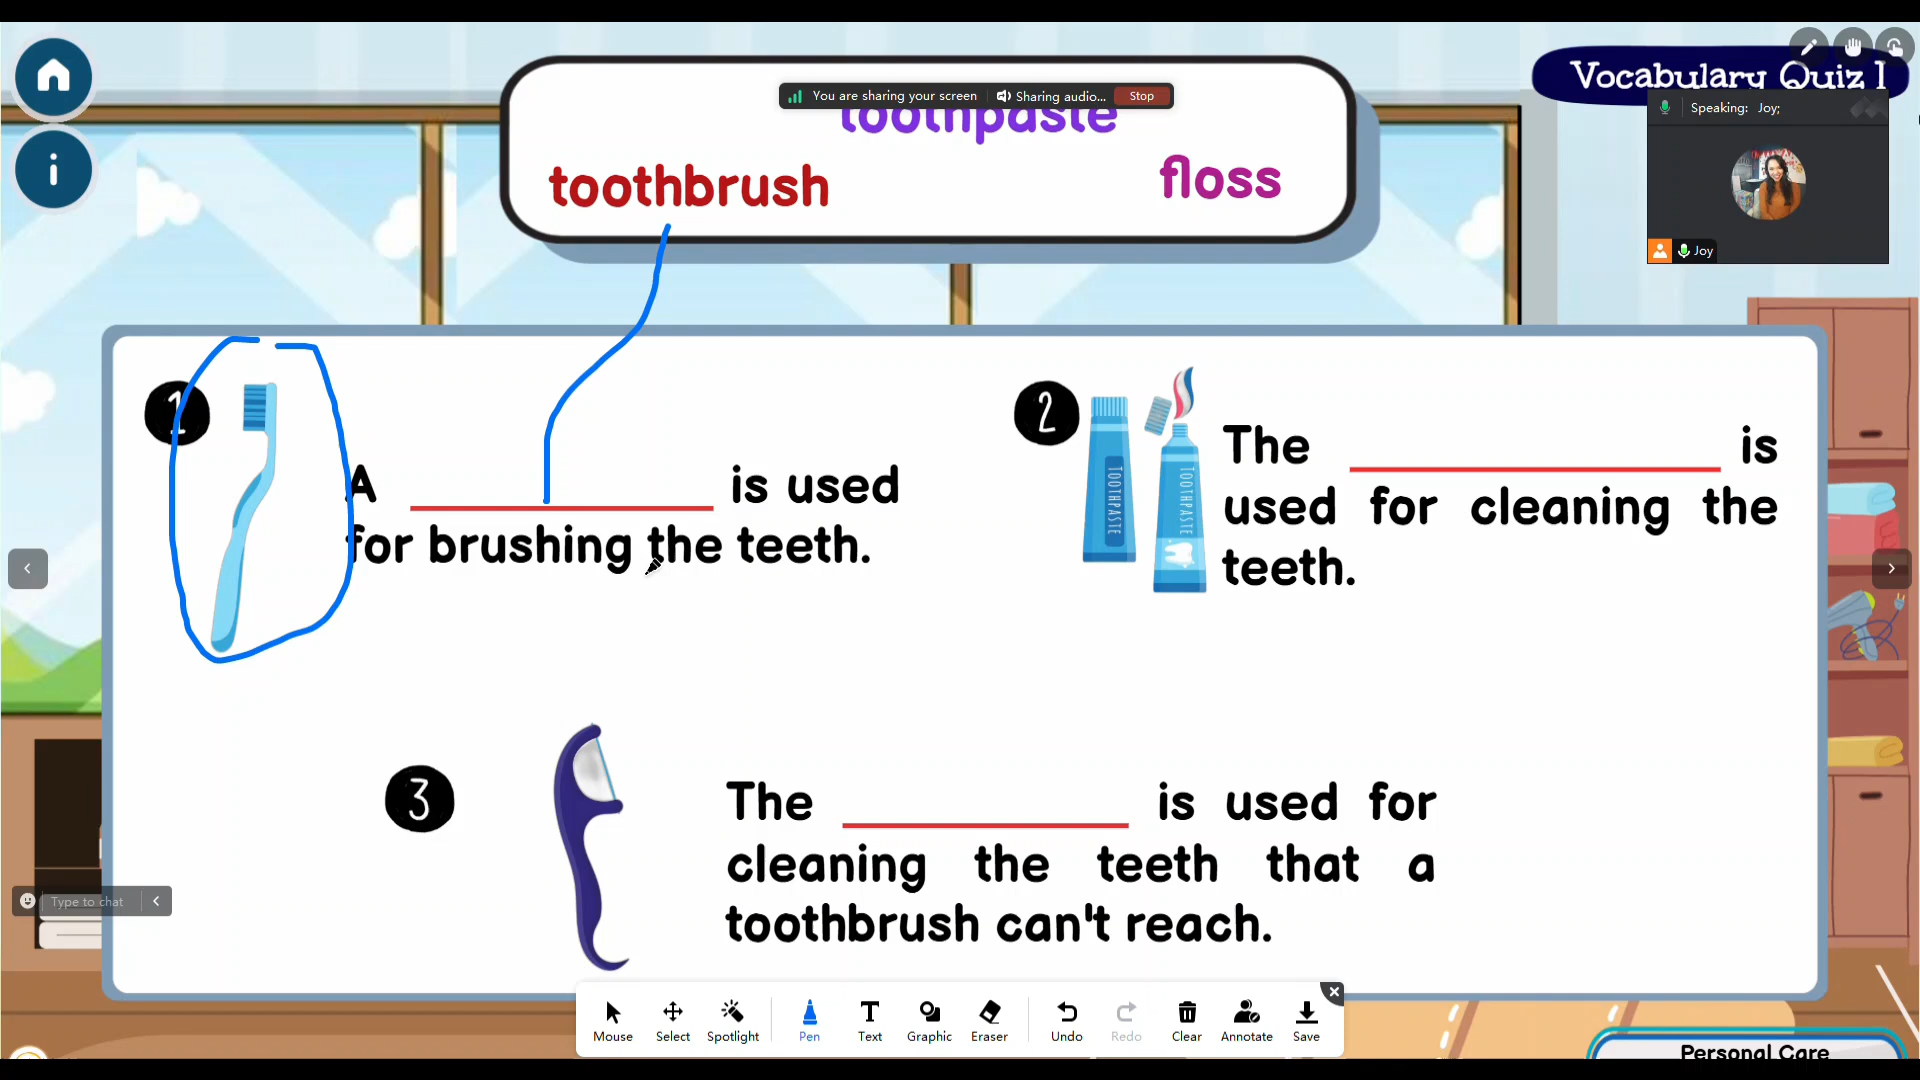 Vocabulary Quiz 1
You are sharing your screen
Sharing audio...
Stop
toothpaste
toothbrush
floss
Speaking: Joy;
Joy
1
A ____________ is used
for brushing the teeth.
2
TOOTHPASTE
TOOTHPASTE
The ____________ is
used for cleaning the
teeth.
3
The ____________ is used for
cleaning the teeth that a
toothbrush can't reach.
Type to chat
Mouse
Select
Spotlight
Pen
Text
Graphic
Eraser
Undo
Redo
Clear
Annotate
Save
Personal Care